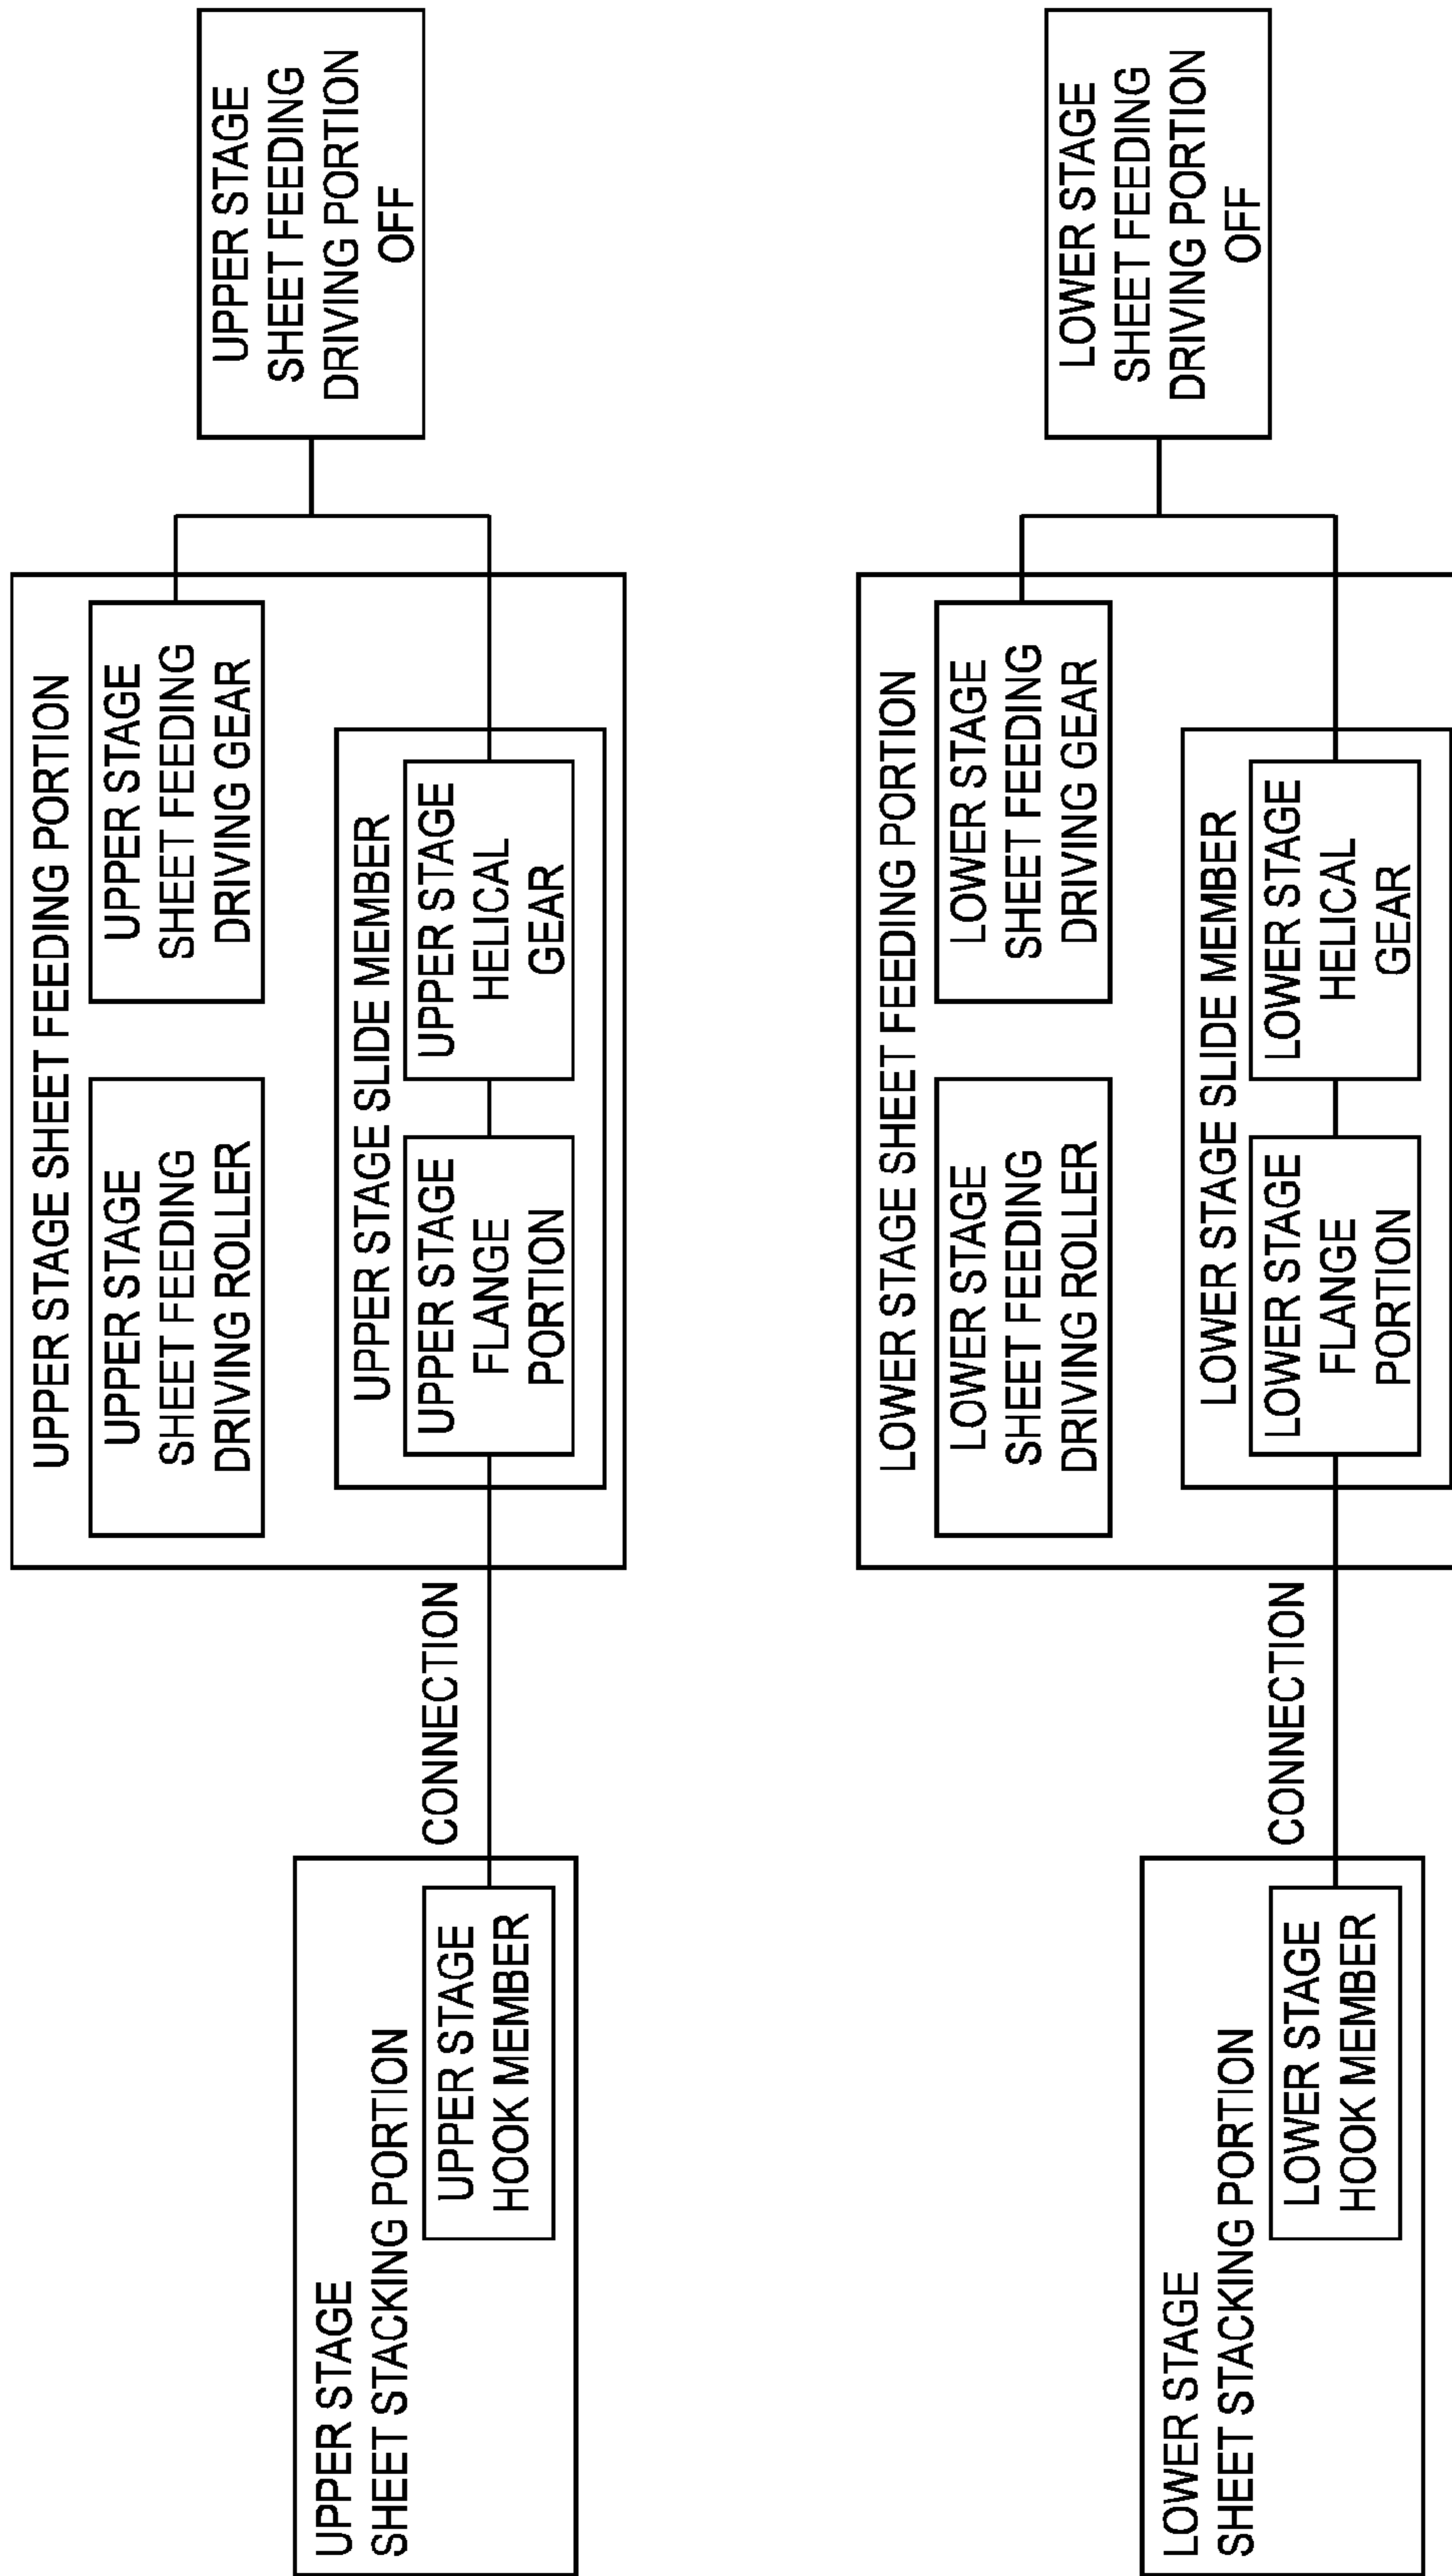 UPPER STAGE
SHEET STACKING PORTION
UPPER STAGE
HOOK MEMBER
CONNECTION
UPPER STAGE SHEET FEEDING PORTION
UPPER STAGE
SHEET FEEDING
DRIVING ROLLER
UPPER STAGE
SHEET FEEDING
DRIVING GEAR
UPPER STAGE SLIDE MEMBER
UPPER STAGE
FLANGE
PORTION
UPPER STAGE
HELICAL
GEAR
UPPER STAGE
SHEET FEEDING
DRIVING PORTION
OFF
LOWER STAGE
SHEET STACKING PORTION
LOWER STAGE
HOOK MEMBER
CONNECTION
LOWER STAGE SHEET FEEDING PORTION
LOWER STAGE
SHEET FEEDING
DRIVING ROLLER
LOWER STAGE
SHEET FEEDING
DRIVING GEAR
LOWER STAGE SLIDE MEMBER
LOWER STAGE
FLANGE
PORTION
LOWER STAGE
HELICAL
GEAR
LOWER STAGE
SHEET FEEDING
DRIVING PORTION
OFF